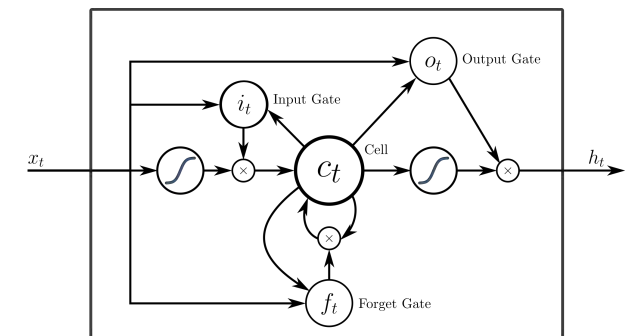 o_t Output Gate
i_t Input Gate
Cell
x_t
×
c_t
×
h_t
×
f_t Forget Gate